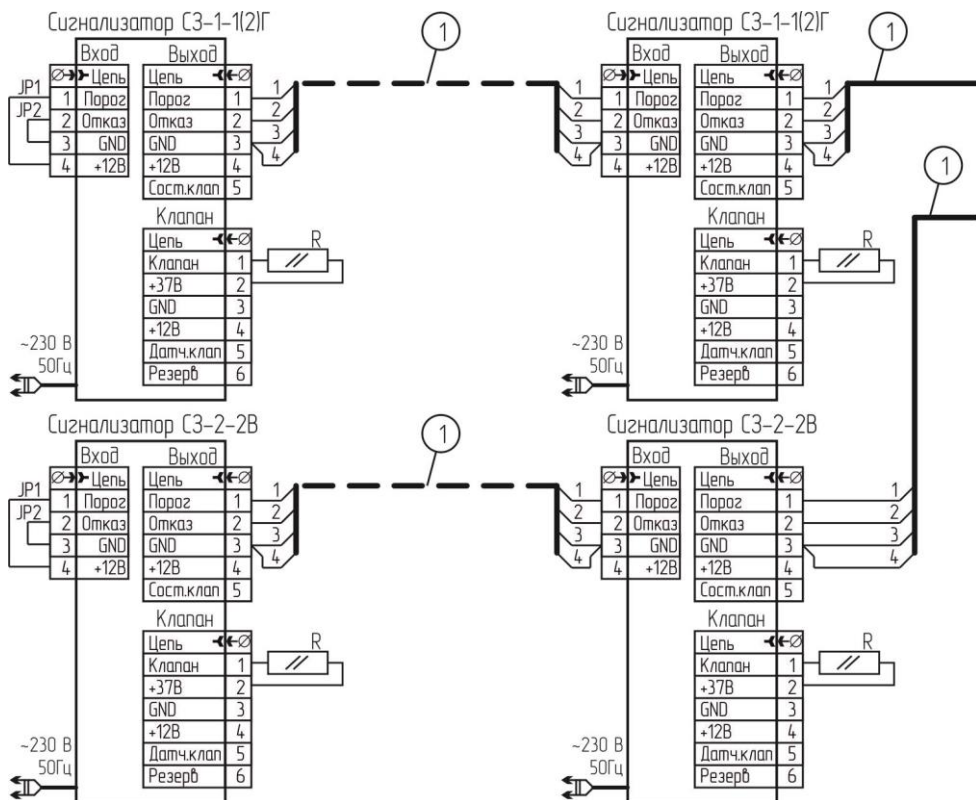 Сигнализатор СЗ-1-1(2)Г
1
Вход Выход
Цепь Цепь
JP1
1 Порог Порог 1
JP2
2 Отказ Отказ 2
3 GND GND 3
4 +12В +12В 4
Сост.клап 5
1
2
3
4
Клапан
Цепь
Клапан 1
+37В 2
GND 3
+12В 4
Датч.клап 5
Резерв 6
R
~230 В
50Гц
Сигнализатор СЗ-1-1(2)Г
1
Вход Выход
Цепь Цепь
1
2
3
4
1 Порог Порог 1
2 Отказ Отказ 2
3 GND GND 3
4 +12В +12В 4
Сост.клап 5
1
2
3
4
1
Клапан
Цепь
Клапан 1
+37В 2
GND 3
+12В 4
Датч.клап 5
Резерв 6
R
~230 В
50Гц
Сигнализатор СЗ-2-2В
1
Вход Выход
Цепь Цепь
JP1
1 Порог Порог 1
JP2
2 Отказ Отказ 2
3 GND GND 3
4 +12В +12В 4
Сост.клап 5
1
2
3
4
Клапан
Цепь
Клапан 1
+37В 2
GND 3
+12В 4
Датч.клап 5
Резерв 6
R
~230 В
50Гц
Сигнализатор СЗ-2-2В
Вход Выход
Цепь Цепь
1
2
3
4
1 Порог Порог 1
2 Отказ Отказ 2
3 GND GND 3
4 +12В +12В 4
Сост.клап 5
1
2
3
4
Клапан
Цепь
Клапан 1
+37В 2
GND 3
+12В 4
Датч.клап 5
Резерв 6
R
~230 В
50Гц